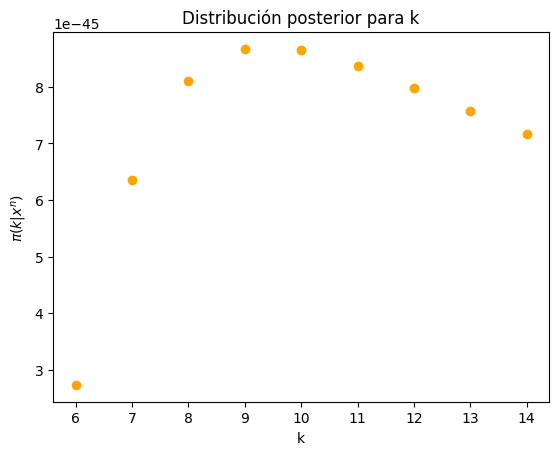 Distribución posterior para k
1e−45
8
7
6
5
4
3
π(k|xⁿ)
6 7 8 9 10 11 12 13 14
k